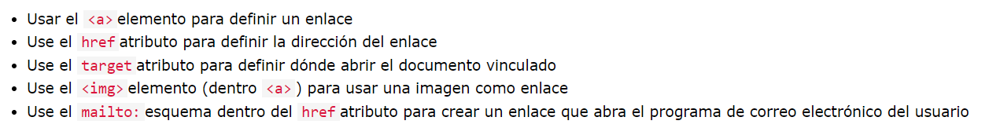 • Usar el <a> elemento para definir un enlace
• Use el href atributo para definir la dirección del enlace
• Use el target atributo para definir dónde abrir el documento vinculado
• Use el <img> elemento (dentro <a> ) para usar una imagen como enlace
• Use el mailto: esquema dentro del href atributo para crear un enlace que abra el programa de correo electrónico del usuario